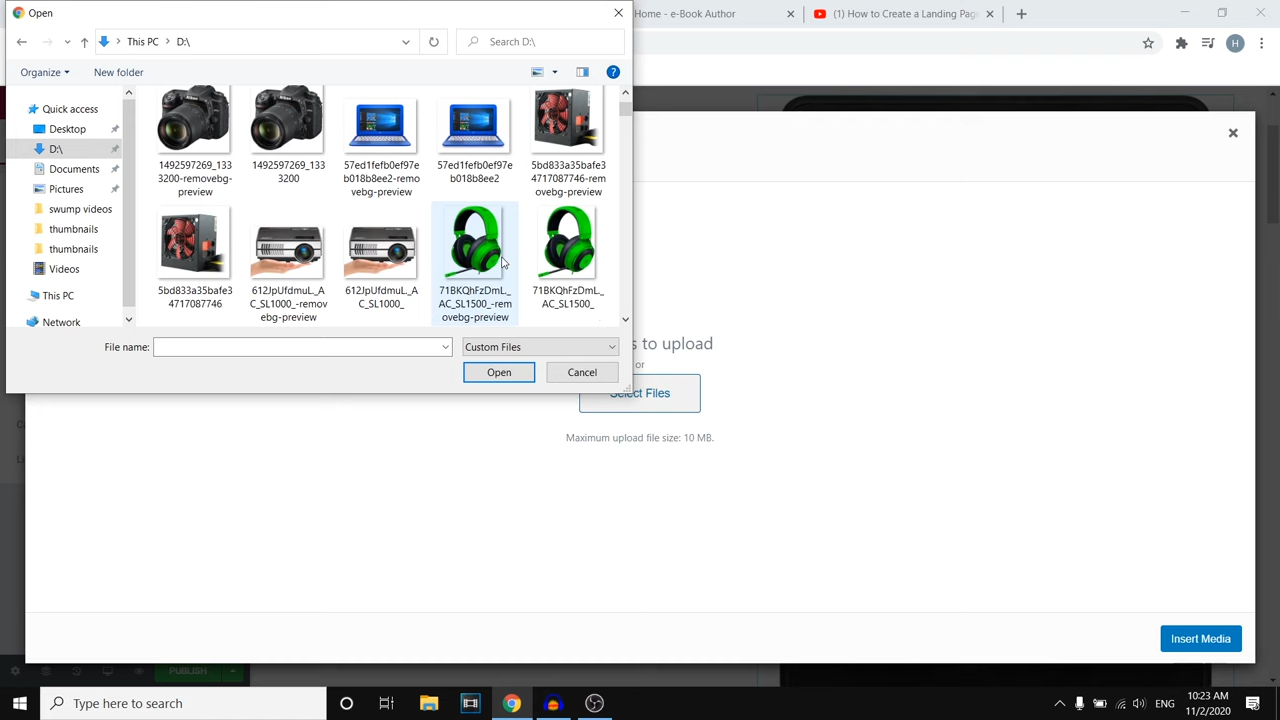 Open
Home - e-Book Author
(1) How to Create a Landing Pag
This PC
D:\
Search D:\
H
Organize
New folder
?
Quick access
Desktop
D:\
Documents
Pictures
swump videos
thumbnails
thumbnails
Videos
This PC
Network
1492597269_133
3200-removebg-
preview
1492597269_133
3200
57ed1fefb0ef97e
b018b8ee2-remo
vebg-preview
57ed1fefb0ef97e
b018b8ee2
5bd833a35bafe3
4717087746-rem
ovebg-preview
5bd833a35bafe3
4717087746
612JpUfdmuL._A
C_SL1000_-remov
ebg-preview
612JpUfdmuL._A
C_SL1000_
71BKQhFzDmL._
AC_SL1500_-rem
ovebg-preview
71BKQhFzDmL._
AC_SL1500_
File name:
Custom Files
Open
Cancel
s to upload
or
Select Files
Maximum upload file size: 10 MB.
Insert Media
PUBLISH
Type here to search
ENG
10:23 AM
11/2/2020